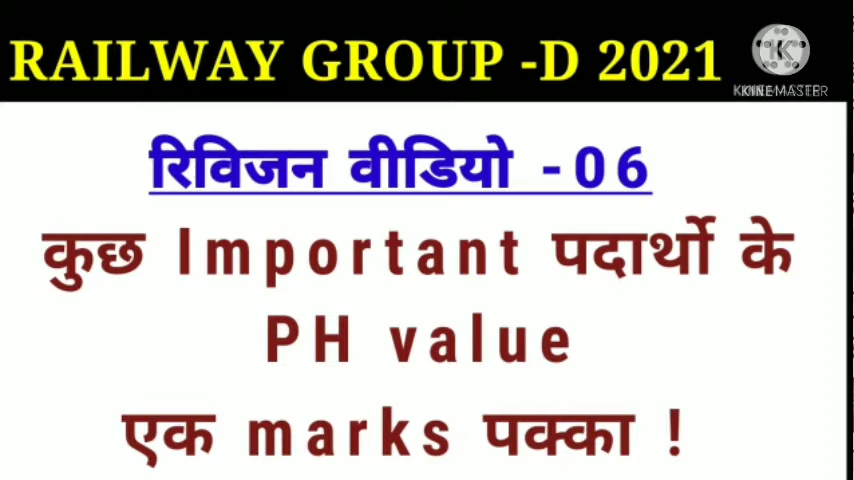 RAILWAY GROUP -D 2021
KINEMASTER
रिविजन वीडियो -06
कुछ Important पदार्थो के
PH value
एक marks पक्का !